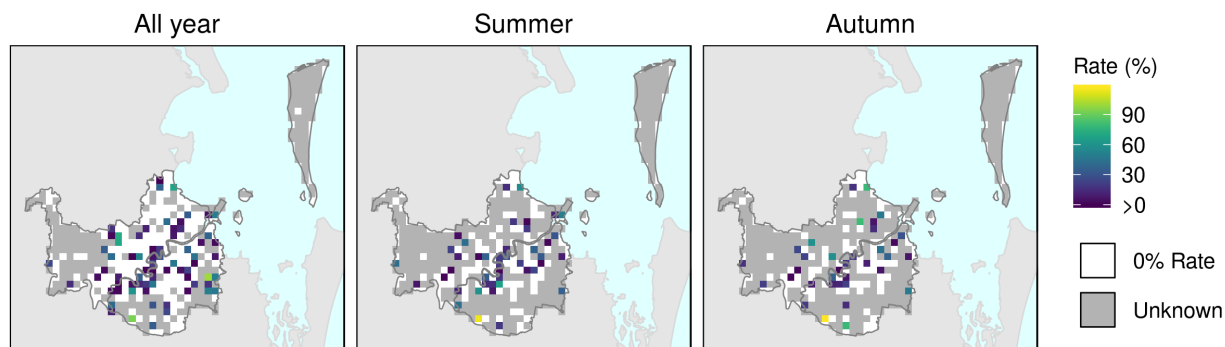 All year
Summer
Autumn
Rate (%)
90
60
30
>0
0% Rate
Unknown